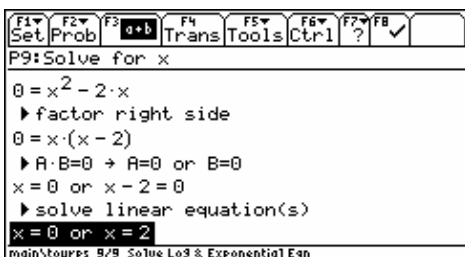 F1▾ F2▾ F3 F4 F5▾ F6▾ F7▾ F8
Set Prob a+b Trans Tools Ctrl ? ✓
P9:Solve for x
0 = x² - 2·x
▶factor right side
0 = x·(x - 2)
▶A·B=0 → A=0 or B=0
x = 0 or x - 2 = 0
▶solve linear equation(s)
x = 0 or x = 2
main\tourps 9/9 Solve Log & Exponential Eqn